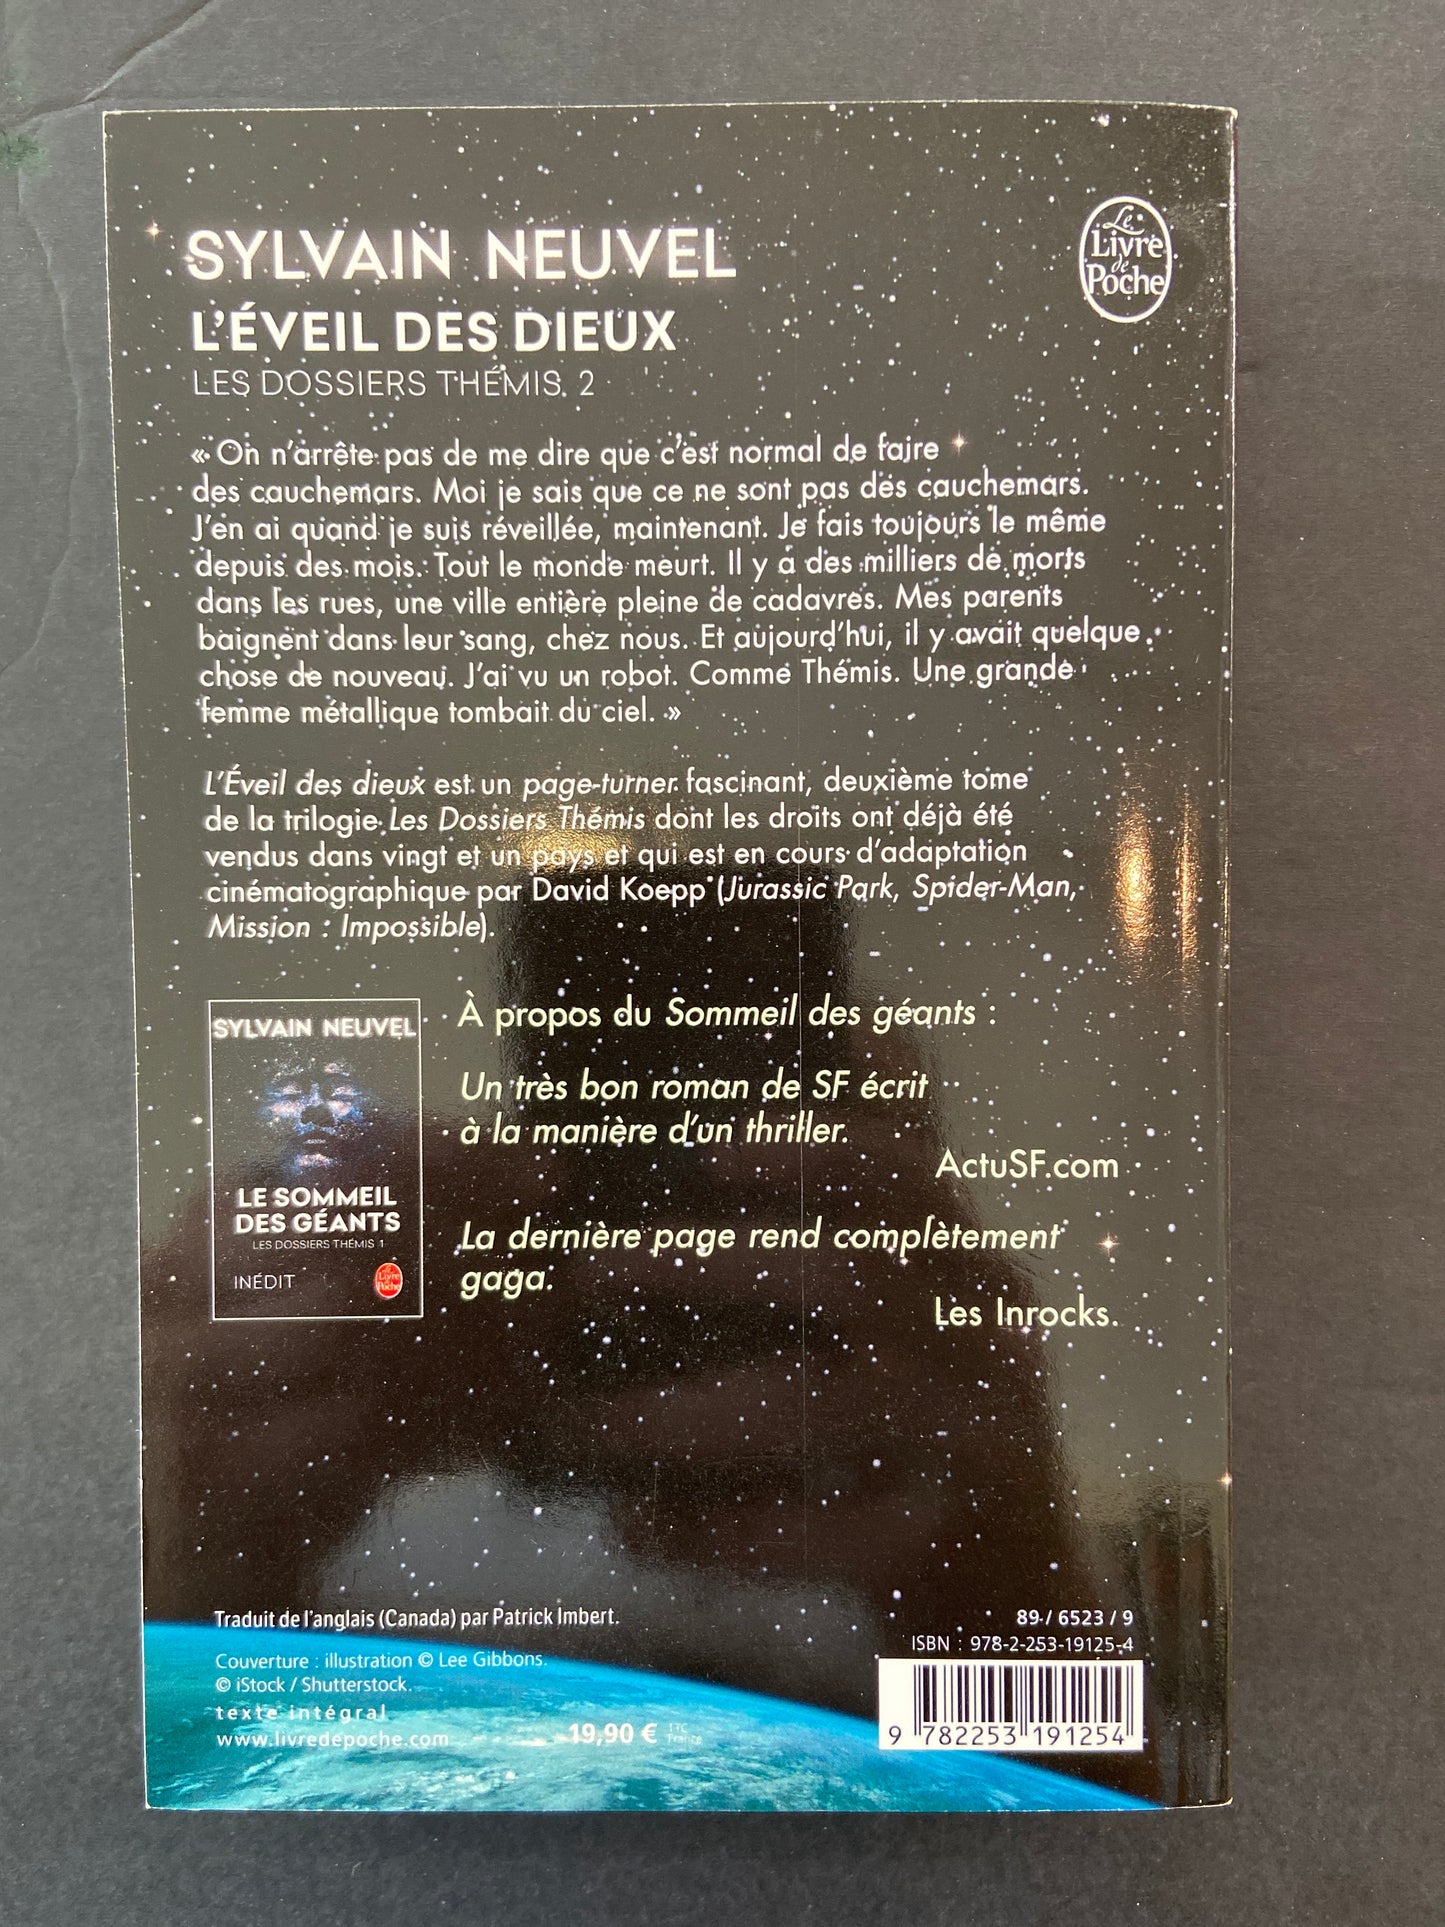 SYLVAIN NEUVEL
Le
Livre
de
Poche
L'ÉVEIL DES DIEUX
LES DOSSIERS THÉMIS 2
« On n'arrête pas de me dire que c'est normal de faire
des cauchemars. Moi je sais que ce ne sont pas des cauchemars.
J'en ai quand je suis réveillée, maintenant. Je fais toujours le même
depuis des mois. Tout le monde meurt. Il y a des milliers de morts
dans les rues, une ville entière pleine de cadavres. Mes parents
baignent dans leur sang, chez nous. Et aujourd'hui, il y avait quelque
chose de nouveau. J'ai vu un robot. Comme Thémis. Une grande
femme métallique tombait du ciel. »
L'Éveil des dieux est un page-turner fascinant, deuxième tome
de la trilogie Les Dossiers Thémis dont les droits ont déjà été
vendus dans vingt et un pays et qui est en cours d'adaptation
cinématographique par David Koepp (Jurassic Park, Spider-Man,
Mission : Impossible).
SYLVAIN NEUVEL
LE SOMMEIL
DES GÉANTS
LES DOSSIERS THÉMIS 1
INÉDIT
Le
Livre
de
Poche
À propos du Sommeil des géants :
Un très bon roman de SF écrit
à la manière d'un thriller.
ActuSF.com
La dernière page rend complètement
gaga.
Les Inrocks.
Traduit de l'anglais (Canada) par Patrick Imbert.
Couverture : illustration © Lee Gibbons.
© iStock / Shutterstock.
texte intégral
www.livredepoche.com
19,90 € TTC
France
89 / 6523 / 9
ISBN : 978-2-253-19125-4
9 782253 191254